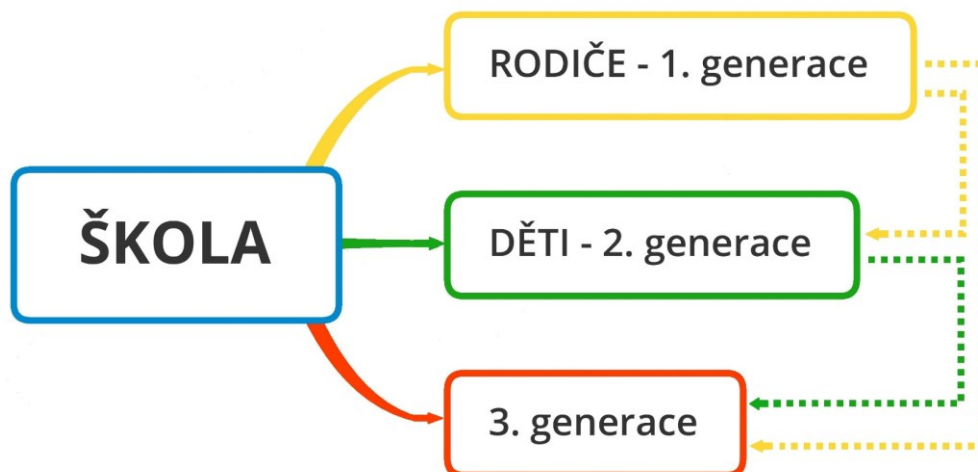 RODIČE - 1. generace
ŠKOLA
DĚTI - 2. generace
3. generace